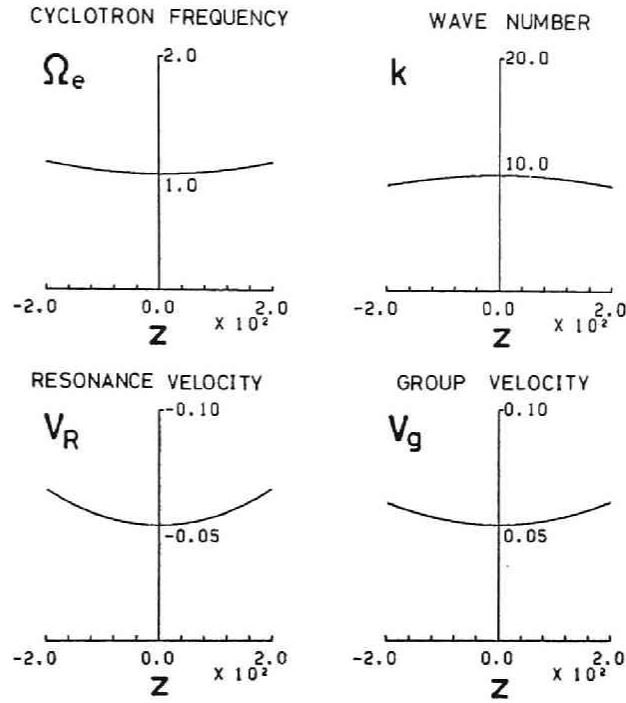 CYCLOTRON FREQUENCY
Ωe
2.0
1.0
-2.0 0.0 2.0
X 10²
Z
WAVE NUMBER
k
20.0
10.0
-2.0 0.0 2.0
X 10²
Z
RESONANCE VELOCITY
VR
-0.10
-0.05
-2.0 0.0 2.0
X 10²
Z
GROUP VELOCITY
Vg
0.10
0.05
-2.0 0.0 2.0
X 10²
Z